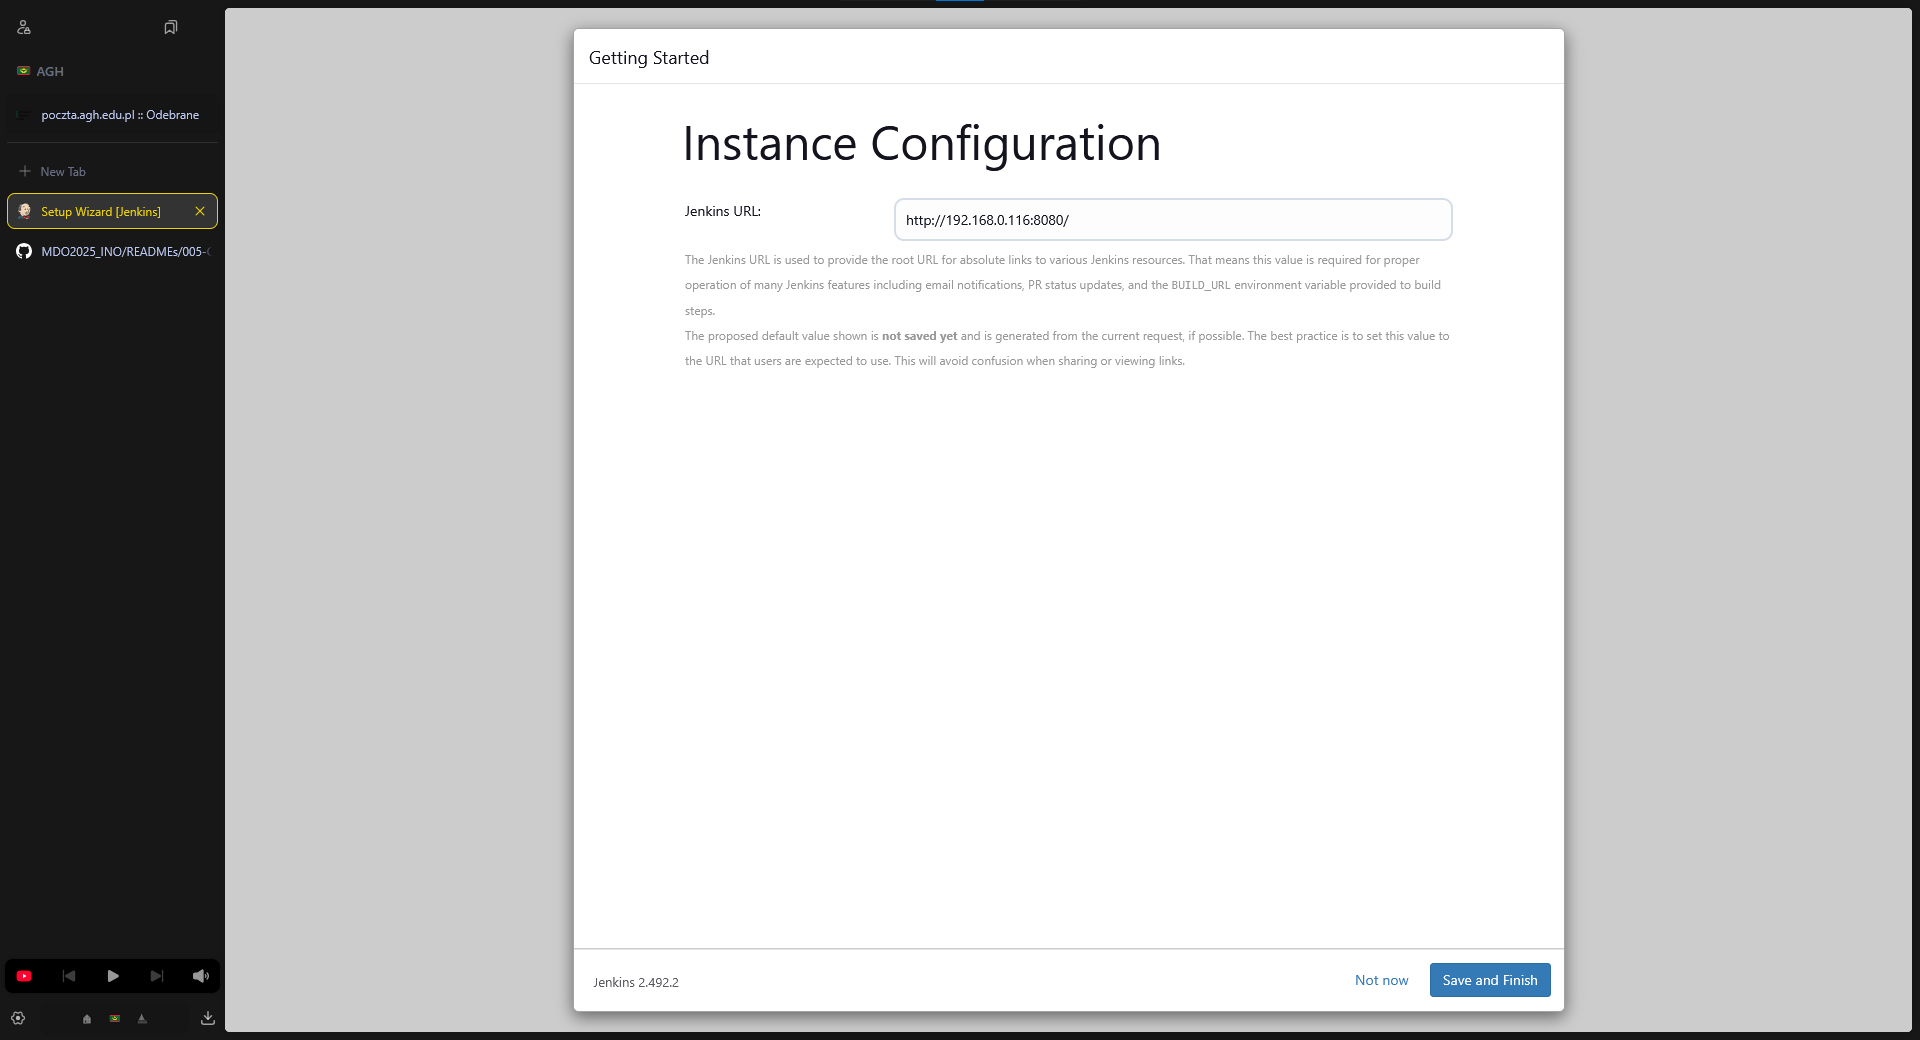 AGH
poczta.agh.edu.pl :: Odebrane
New Tab
Setup Wizard [Jenkins]
MDO2025_INO/READMEs/005-
Getting Started
Instance Configuration
Jenkins URL:
http://192.168.0.116:8080/
The Jenkins URL is used to provide the root URL for absolute links to various Jenkins resources. That means this value is required for proper
operation of many Jenkins features including email notifications, PR status updates, and the BUILD_URL environment variable provided to build
steps.
The proposed default value shown is not saved yet and is generated from the current request, if possible. The best practice is to set this value to
the URL that users are expected to use. This will avoid confusion when sharing or viewing links.
Jenkins 2.492.2
Not now
Save and Finish